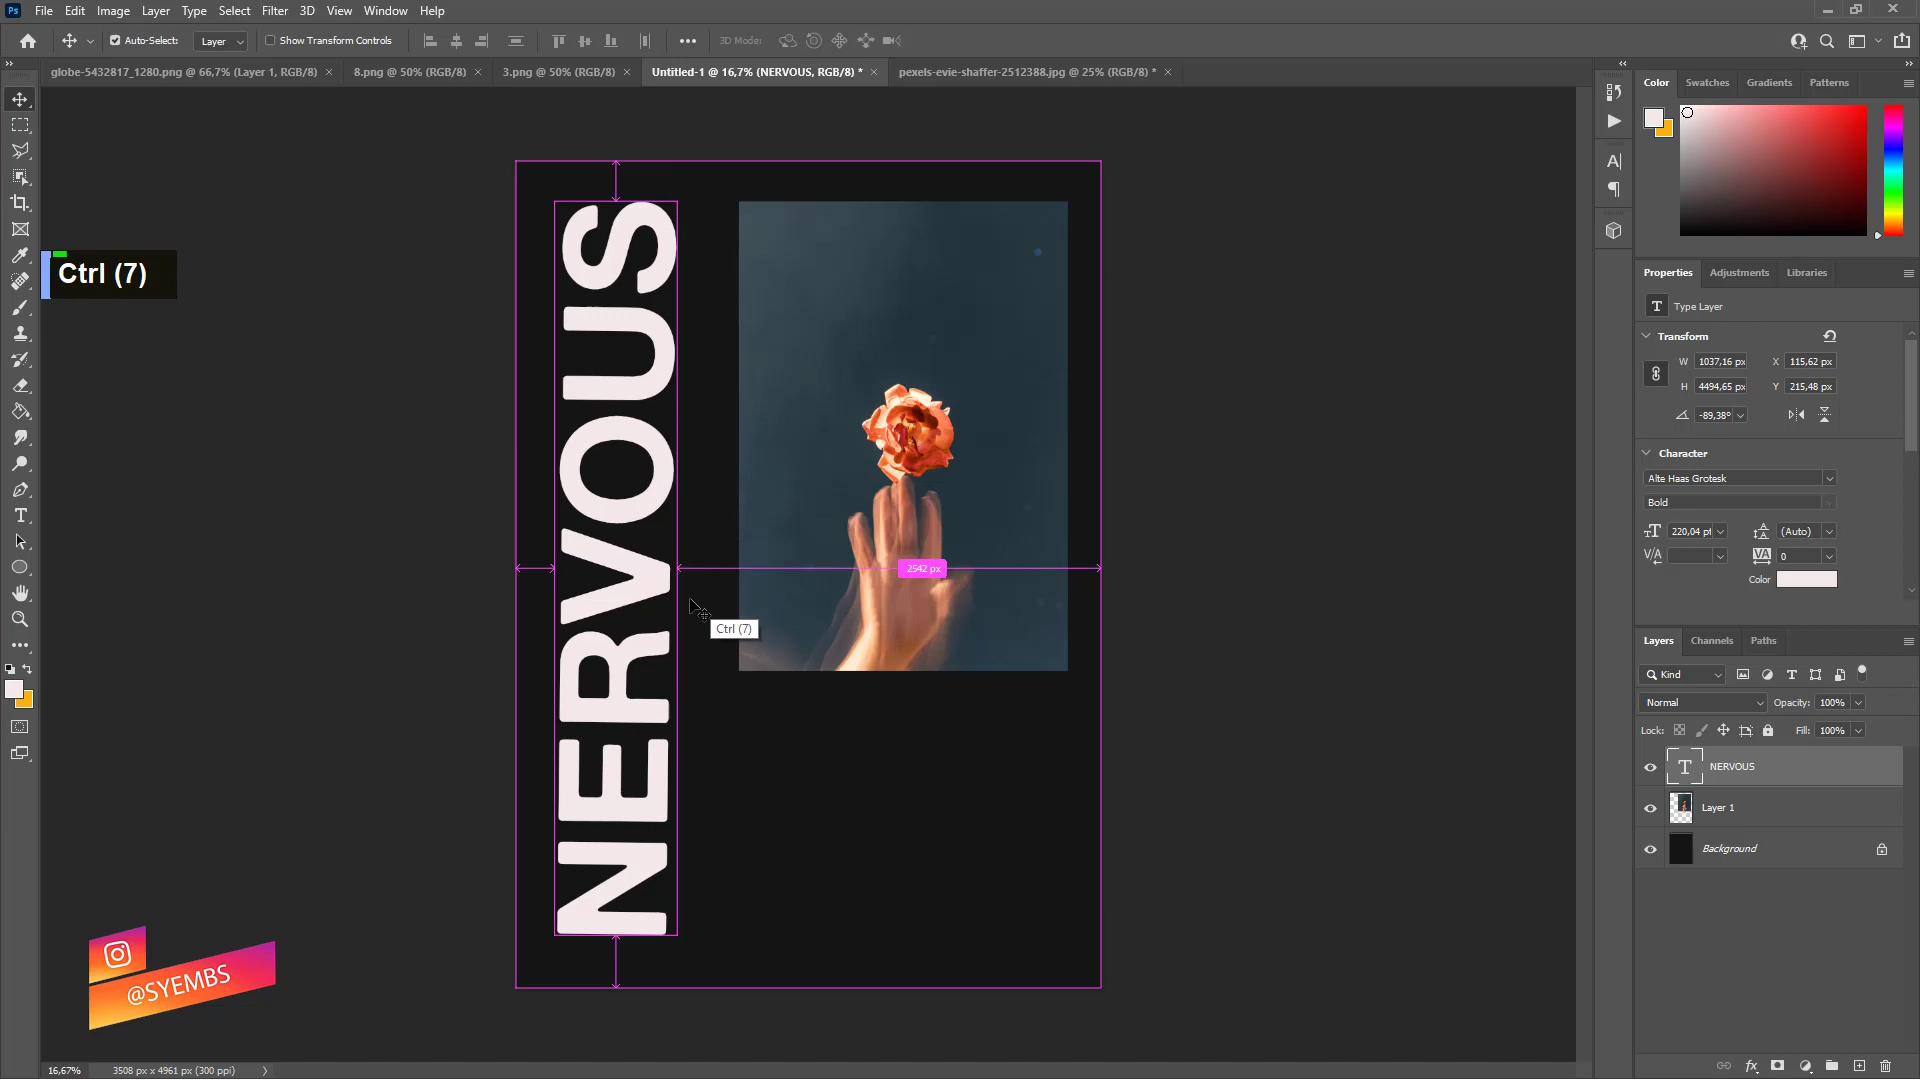 Ps
File Edit Image Layer Type Select Filter 3D View Window Help
Auto-Select: Layer Show Transform Controls 3D Mode:
globe-5432817_1280.png @ 66,7% (Layer 1, RGB/8) 8.png @ 50% (RGB/8) 3.png @ 50% (RGB/8) Untitled-1 @ 16,7% (NERVOUS, RGB/8) * pexels-evie-shaffer-2512388.jpg @ 25% (RGB/8) *
Color Swatches Gradients Patterns
Ctrl (7)
NERVOUS
2542 px
Ctrl (7)
@SYEMBS
Properties Adjustments Libraries
T Type Layer
Transform
W 1037,16 px X 115,62 px
H 4494,65 px Y 215,48 px
-89,38°
Character
Alte Haas Grotesk
Bold
220,04 pt (Auto)
V/A VA 0
Color
Layers Channels Paths
Kind
Normal Opacity: 100%
Lock: Fill: 100%
T NERVOUS
Layer 1
Background
fx
16,67% 3508 px x 4961 px (300 ppi)